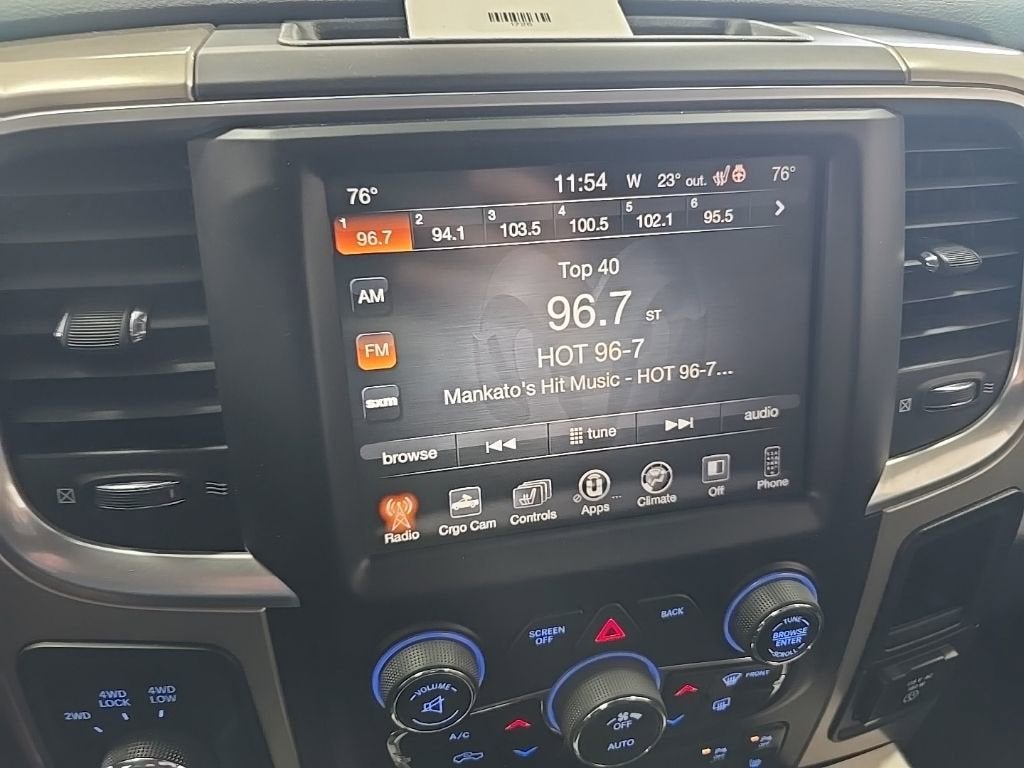 1726
76° 11:54 W 23° out. 76°
1 96.7 2 94.1 3 103.5 4 100.5 5 102.1 6 95.5
Top 40
AM
96.7 ST
FM
HOT 96-7
Mankato's Hit Music - HOT 96-7...
sxm
browse tune audio
Radio Crgo Cam Controls Apps ... Climate Off Phone
SCREEN OFF
BACK
TUNE
BROWSE
ENTER
SCROLL
VOLUME
FRONT
OFF
AUTO
A/C
2WD 4WD LOCK 4WD LOW